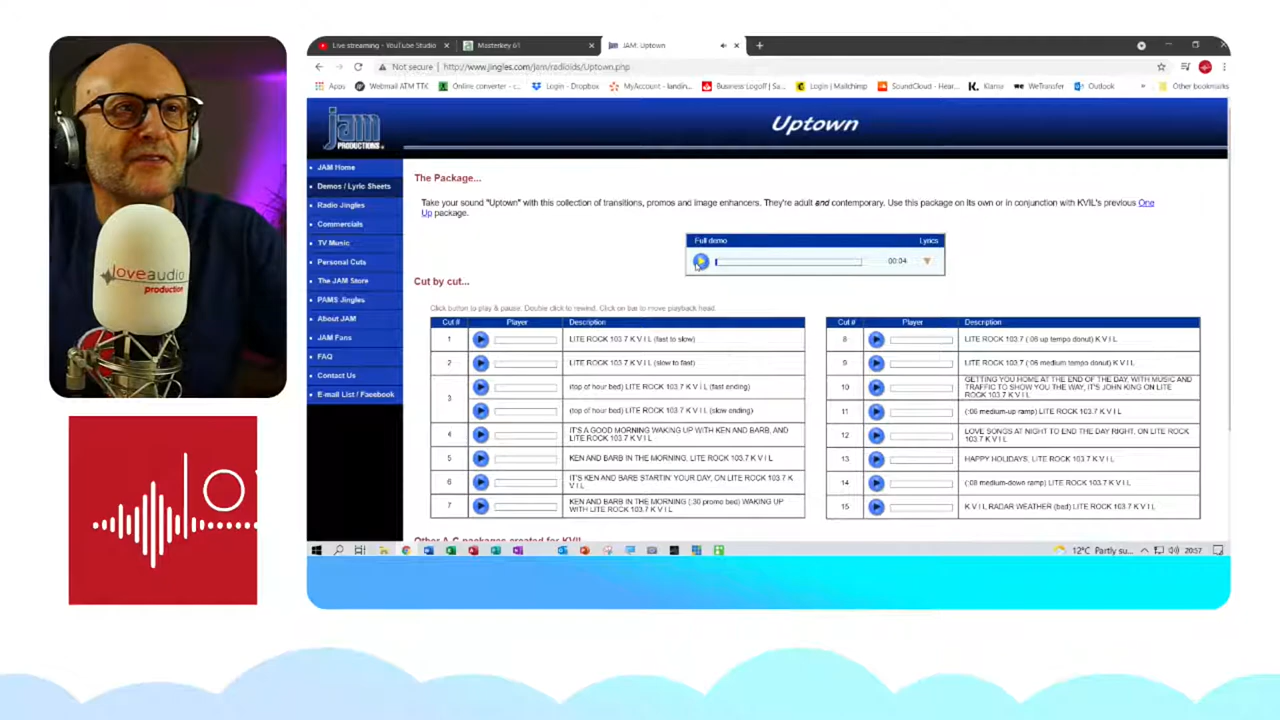 Live streaming - YouTube Studio
Masterkey 61
JAM: Uptown
Not secure | http://www.jingles.com/jam/radioids/Uptown.php
Apps
Webmail ATM TTK
Online converter - c...
Login - Dropbox
MyAccount - landin...
Business Logoff | Sa...
Login | Mailchimp
SoundCloud - Hear...
Klarna
WeTransfer
Outlook
Other bookmarks
jam
PRODUCTIONS
Uptown
JAM Home
Demos / Lyric Sheets
Radio Jingles
Commercials
TV Music
Personal Cuts
The JAM Store
PAMS Jingles
About JAM
JAM Fans
FAQ
Contact Us
E-mail List / Facebook
The Package...
Take your sound "Uptown" with this collection of transitions, promos and image enhancers. They're adult and contemporary. Use this package on its own or in conjunction with KVIL's previous One
Up package.
Full demo
Lyrics
00:04
Cut by cut...
Click button to play & pause. Double click to rewind. Click on bar to move playback head.
Cut # Player Description
1 LITE ROCK 103.7 K V I L (fast to slow)
2 LITE ROCK 103.7 K V I L (slow to fast)
3 (top of hour bed) LITE ROCK 103.7 K V I L (fast ending)
(top of hour bed) LITE ROCK 103.7 K V I L (slow ending)
4 IT'S A GOOD MORNING WAKING UP WITH KEN AND BARB, AND
LITE ROCK 103.7 K V I L
5 KEN AND BARB IN THE MORNING, LITE ROCK 103.7 K V I L
6 IT'S KEN AND BARB STARTIN' YOUR DAY, ON LITE ROCK 103.7 K
V I L
7 KEN AND BARB IN THE MORNING (:30 promo bed) WAKING UP
WITH LITE ROCK 103.7 K V I L
Cut # Player Description
8 LITE ROCK 103.7 (:06 up tempo donut) K V I L
9 LITE ROCK 103.7 (:06 medium tempo donut) K V I L
10 GETTING YOU HOME AT THE END OF THE DAY, WITH MUSIC AND
TRAFFIC TO SHOW YOU THE WAY, IT'S JOHN KING ON LITE
ROCK 103.7 K V I L
11 (:06 medium-up ramp) LITE ROCK 103.7 K V I L
12 LOVE SONGS AT NIGHT TO END THE DAY RIGHT, ON LITE ROCK
103.7 K V I L
13 HAPPY HOLIDAYS, LITE ROCK 103.7 K V I L
14 (:08 medium-down ramp) LITE ROCK 103.7 K V I L
15 K V I L RADAR WEATHER (bed) LITE ROCK 103.7 K V I L
Other A.C packages created for KVIL
12°C Partly su...
20:57
loveaudio
production
lo